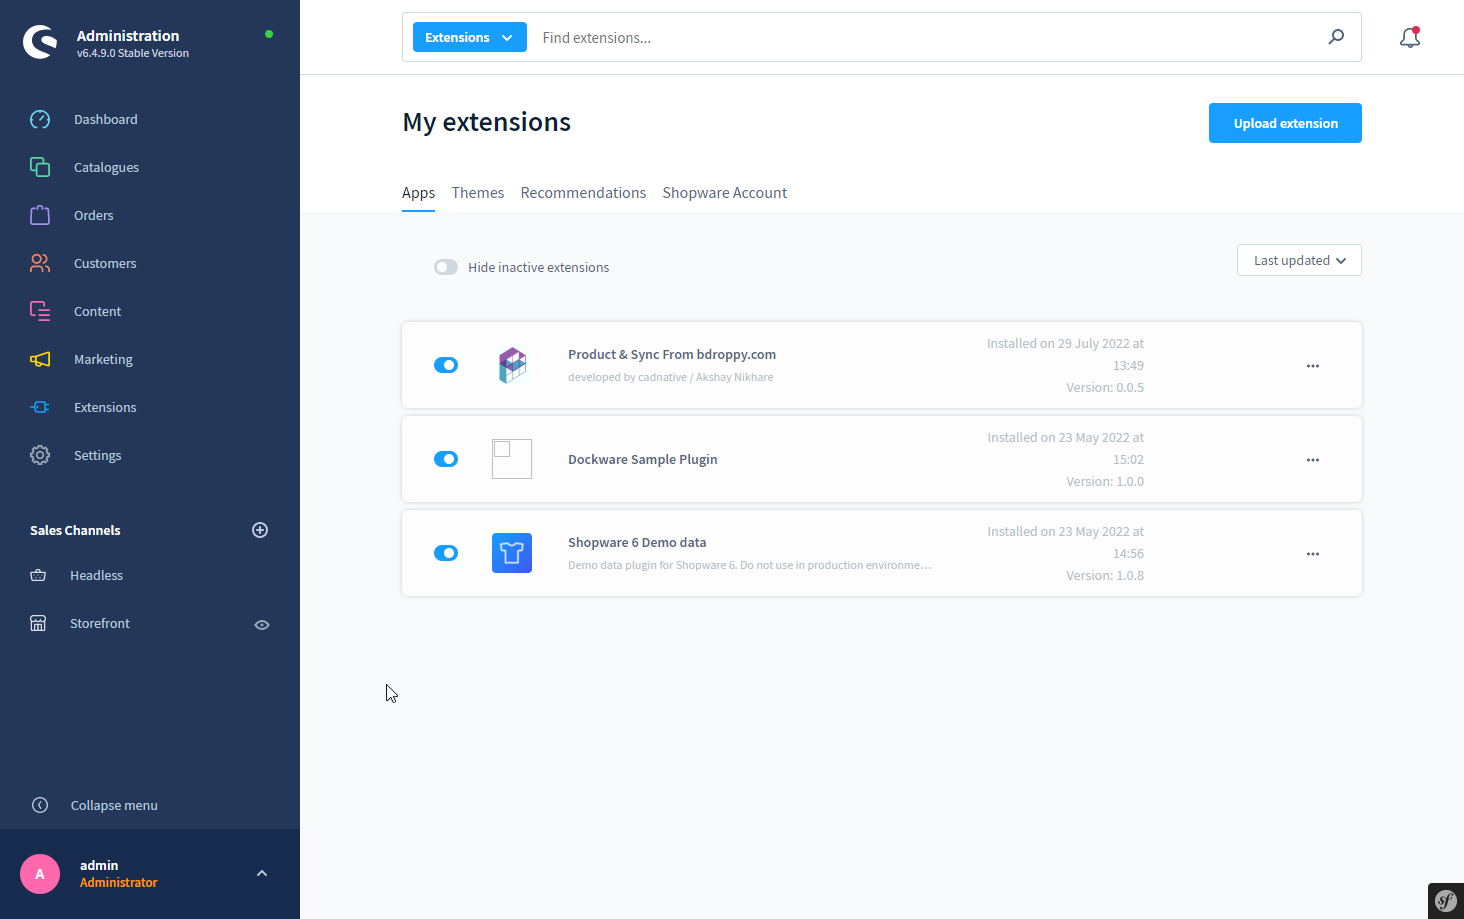 Administration
v6.4.9.0 Stable Version
Dashboard
Catalogues
Orders
Customers
Content
Marketing
Extensions
Settings
Sales Channels
Headless
Storefront
Collapse menu
A
admin
Administrator
Extensions
Find extensions...
My extensions
Upload extension
Apps
Themes
Recommendations
Shopware Account
Hide inactive extensions
Last updated
Product & Sync From bdroppy.com
developed by cadnative / Akshay Nikhare
Installed on 29 July 2022 at
13:49
Version: 0.0.5
Dockware Sample Plugin
Installed on 23 May 2022 at
15:02
Version: 1.0.0
Shopware 6 Demo data
Demo data plugin for Shopware 6. Do not use in production environme...
Installed on 23 May 2022 at
14:56
Version: 1.0.8
sf